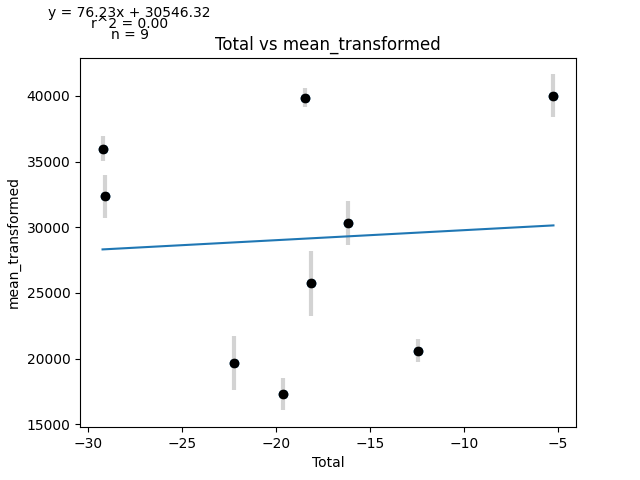 y = 76.23x + 30546.32
r^2 = 0.00
n = 9
Total vs mean_transformed
40000
35000
30000
25000
20000
15000
mean_transformed
−30
−25
−20
−15
−10
−5
Total